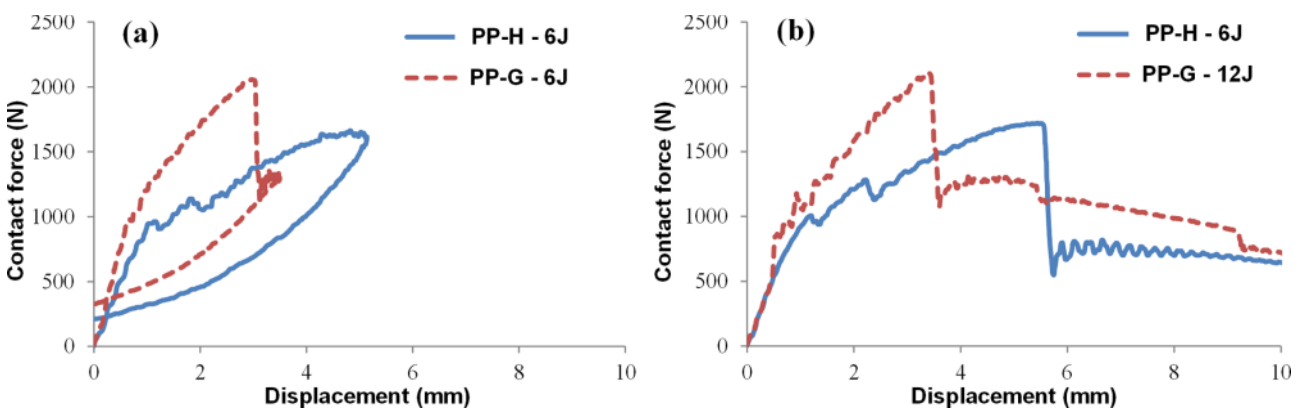 (a)
PP-H - 6J
PP-G - 6J
Contact force (N)
2500
2000
1500
1000
500
0
0 2 4 6 8 10
Displacement (mm)
(b)
PP-H - 6J
PP-G - 12J
Contact force (N)
2500
2000
1500
1000
500
0
0 2 4 6 8 10
Displacement (mm)